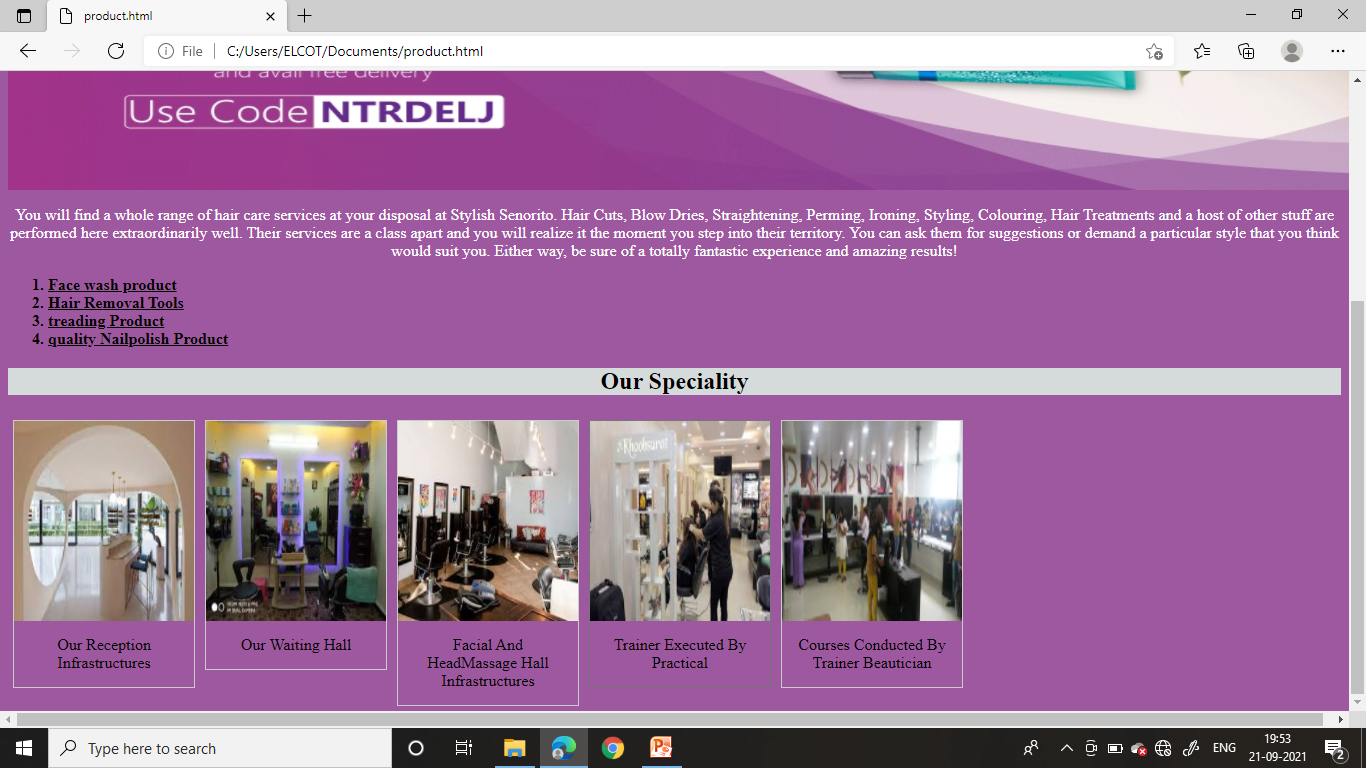 product.html
File
C:/Users/ELCOT/Documents/product.html
and avail free delivery
Use Code NTRDELJ
You will find a whole range of hair care services at your disposal at Stylish Senorito. Hair Cuts, Blow Dries, Straightening, Perming, Ironing, Styling, Colouring, Hair Treatments and a host of other stuff are
performed here extraordinarily well. Their services are a class apart and you will realize it the moment you step into their territory. You can ask them for suggestions or demand a particular style that you think
would suit you. Either way, be sure of a totally fantastic experience and amazing results!
1. Face wash product
2. Hair Removal Tools
3. treading Product
4. quality Nailpolish Product
Our Speciality
Khoobsurat
Our Reception
Infrastructures
Our Waiting Hall
Facial And
HeadMassage Hall
Infrastructures
Trainer Executed By
Practical
Courses Conducted By
Trainer Beautician
Type here to search
ENG
19:53
21-09-2021
2